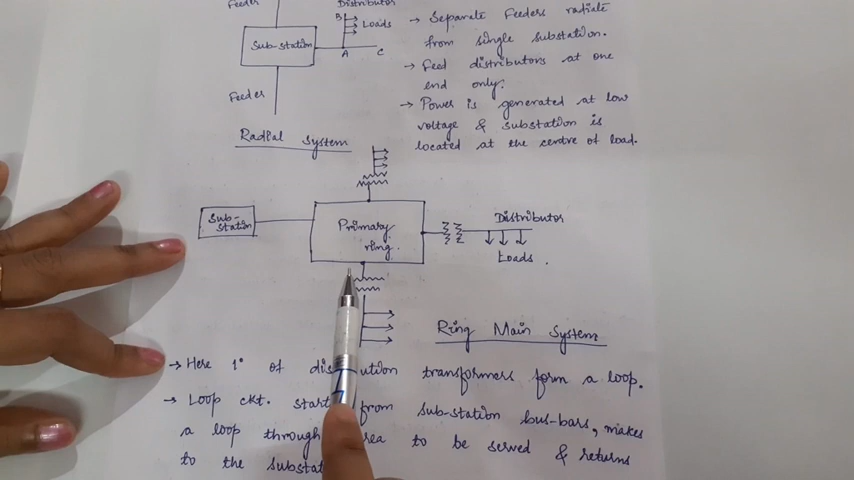 Feeder
Distributor
B
Loads
Sub-station
A
C
Feeder
Radial System
→ Separate Feeders radiate
from single substation.
→ Feed distributors at one
end only.
→ Power is generated at low
voltage & substation is
located at the centre of load.
Sub-
station
Primary
ring.
Distributor
Loads.
Ring Main System
→ Here 1° of transformers form a loop.
→ Loop ckt. start from sub-station bus-bars, makes
a loop through to be served & returns
to the